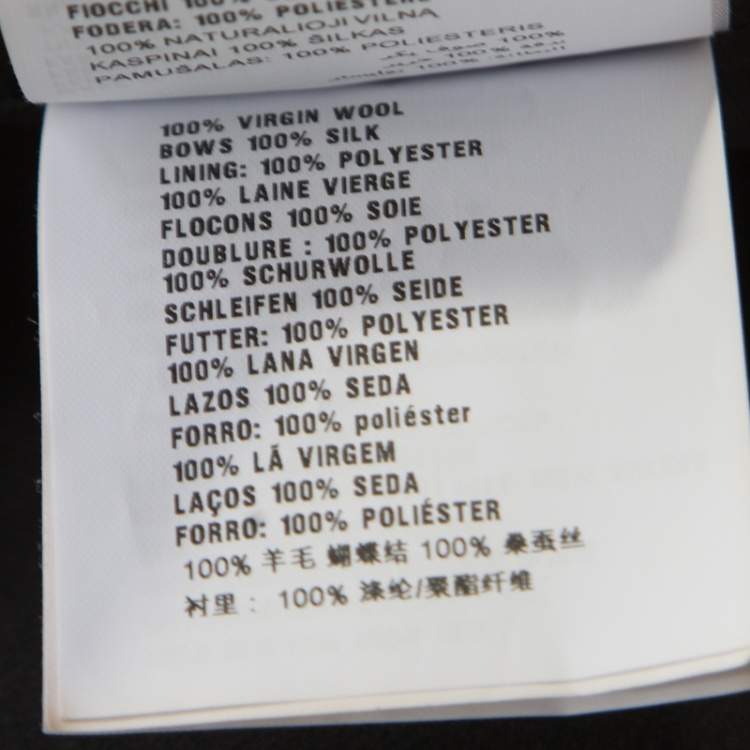 FIOCCHI 100%
FODERA: 100% POLIESTERE
100% NATURALIOJI VILNA
KASPINAI 100% ŠILKAS
PAMUŠALAS: 100% POLIESTERIS
100% VIRGIN WOOL
BOWS 100% SILK
LINING: 100% POLYESTER
100% LAINE VIERGE
FLOCONS 100% SOIE
DOUBLURE : 100% POLYESTER
100% SCHURWOLLE
SCHLEIFEN 100% SEIDE
FUTTER: 100% POLYESTER
100% LANA VIRGEN
LAZOS 100% SEDA
FORRO: 100% poliéster
100% LÃ VIRGEM
LAÇOS 100% SEDA
FORRO: 100% POLIÉSTER
100% 羊毛 蝴蝶结 100% 桑蚕丝
衬里： 100% 涤纶/聚酯纤维